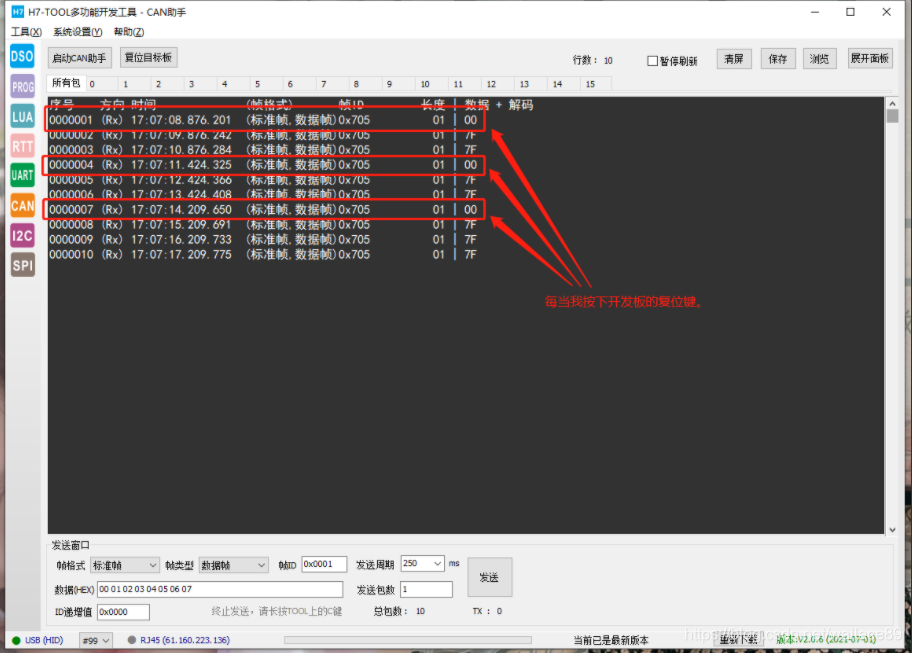 H7 H7-TOOL多功能开发工具 - CAN助手
工具(X) 系统设置(Y) 帮助(Z)
DSO
PROG
LUA
RTT
UART
CAN
I2C
SPI
启动CAN助手 复位目标板 行数： 10 暂停刷新 清屏 保存 浏览 展开面板
所有包 0 1 2 3 4 5 6 7 8 9 10 11 12 13 14 15
序号 方向 时间 (帧格式) 帧ID 长度 | 数据 + 解码
0000001 (Rx) 17:07:08.876.201 (标准帧,数据帧)0x705 01 | 00
0000002 (Rx) 17:07:09.876.242 (标准帧,数据帧)0x705 01 | 7F
0000003 (Rx) 17:07:10.876.284 (标准帧,数据帧)0x705 01 | 7F
0000004 (Rx) 17:07:11.424.325 (标准帧,数据帧)0x705 01 | 00
0000005 (Rx) 17:07:12.424.366 (标准帧,数据帧)0x705 01 | 7F
0000006 (Rx) 17:07:13.424.408 (标准帧,数据帧)0x705 01 | 7F
0000007 (Rx) 17:07:14.209.650 (标准帧,数据帧)0x705 01 | 00
0000008 (Rx) 17:07:15.209.691 (标准帧,数据帧)0x705 01 | 7F
0000009 (Rx) 17:07:16.209.733 (标准帧,数据帧)0x705 01 | 7F
0000010 (Rx) 17:07:17.209.775 (标准帧,数据帧)0x705 01 | 7F
每当我按下开发板的复位键。
发送窗口
帧格式 标准帧 帧类型 数据帧 帧ID 0x0001 发送周期 250 ms 发送
数据(HEX) 00 01 02 03 04 05 06 07 发送包数 1
ID递增值 0x0000 终止发送，请长按TOOL上的C键 总包数： 10 TX : 0
USB (HID) #99 RJ45 (61.160.223.136) 当前已是最新版本 重新下载 版本:V2.0.6 (2021-07-01)